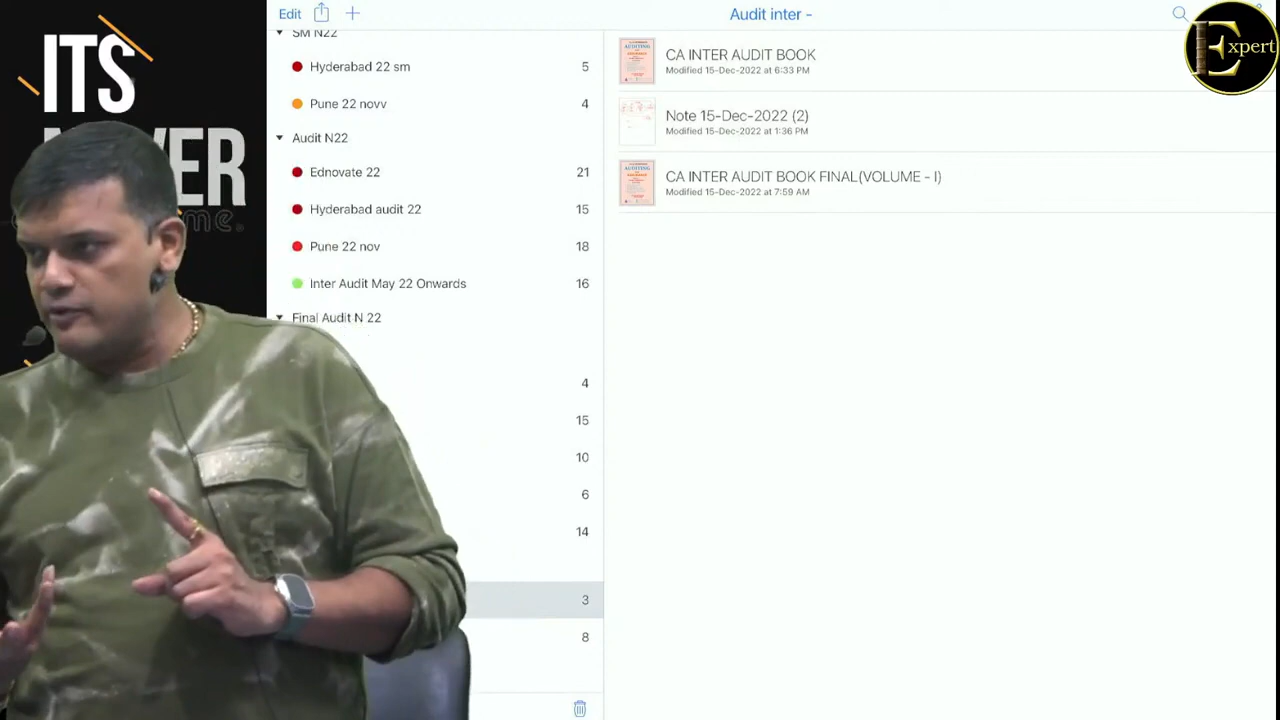 ITS
ER
me.
Edit
Audit inter -
Expert
SM N22
Hyderabad 22 sm 5
Pune 22 novv 4
Audit N22
Ednovate 22 21
Hyderabad audit 22 15
Pune 22 nov 18
Inter Audit May 22 Onwards 16
Final Audit N 22
4
15
10
6
14
3
8
CA INTER AUDIT BOOK
Modified 15-Dec-2022 at 6:33 PM
Note 15-Dec-2022 (2)
Modified 15-Dec-2022 at 1:36 PM
CA INTER AUDIT BOOK FINAL(VOLUME - I)
Modified 15-Dec-2022 at 7:59 AM